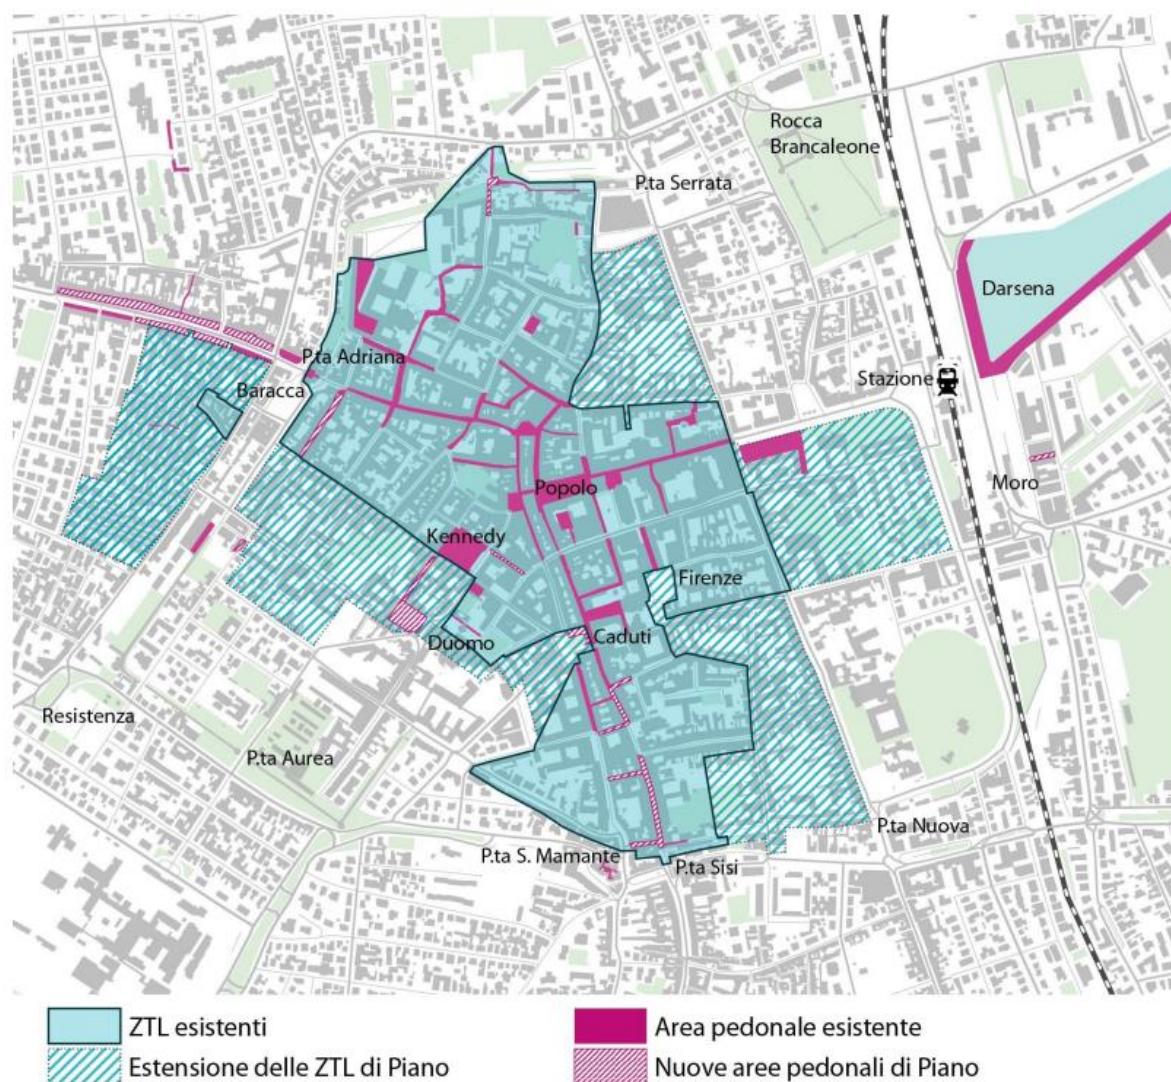 Rocca
Brancaleone
P.ta Serrata
Darsena
P.ta Adriana
Stazione
Baracca
Moro
Popolo
Kennedy
Firenze
Caduti
Duomo
Resistenza
P.ta Aurea
P.ta Nuova
P.ta S. Mamante
P.ta Sisi
ZTL esistenti
Area pedonale esistente
Estensione delle ZTL di Piano
Nuove aree pedonali di Piano